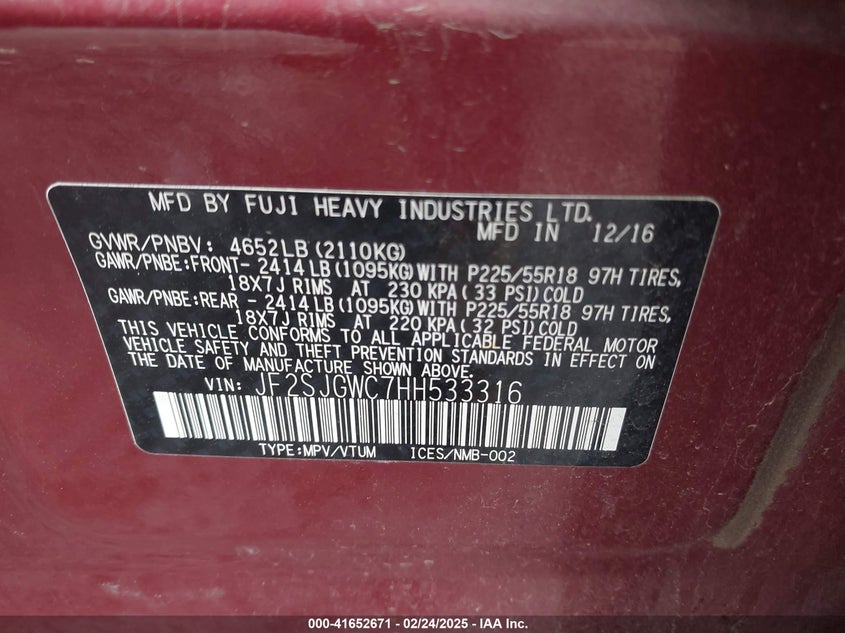 MFD BY FUJI HEAVY INDUSTRIES LTD.
MFD IN 12/16
GVWR/PNBV: 4652LB (2110KG)
GAWR/PNBE:FRONT- 2414LB (1095KG) WITH P225/55R18 97H TIRES,
18X7J RIMS AT 230 KPA ( 33 PSI) COLD
GAWR/PNBE:REAR - 2414LB (1095KG) WITH P225/55R18 97H TIRES,
18X7J RIMS AT 220 KPA ( 32 PSI) COLD
THIS VEHICLE CONFORMS TO ALL APPLICABLE FEDERAL MOTOR
VEHICLE SAFETY AND THEFT PREVENTION STANDARDS IN EFFECT ON
THE DATE OF MANUFACTURE SHOWN ABOVE.
VIN: JF2SJGWC7HH533316
TYPE:MPV/VTUM ICES/NMB-002
000-41652671 - 02/24/2025 - IAA Inc.